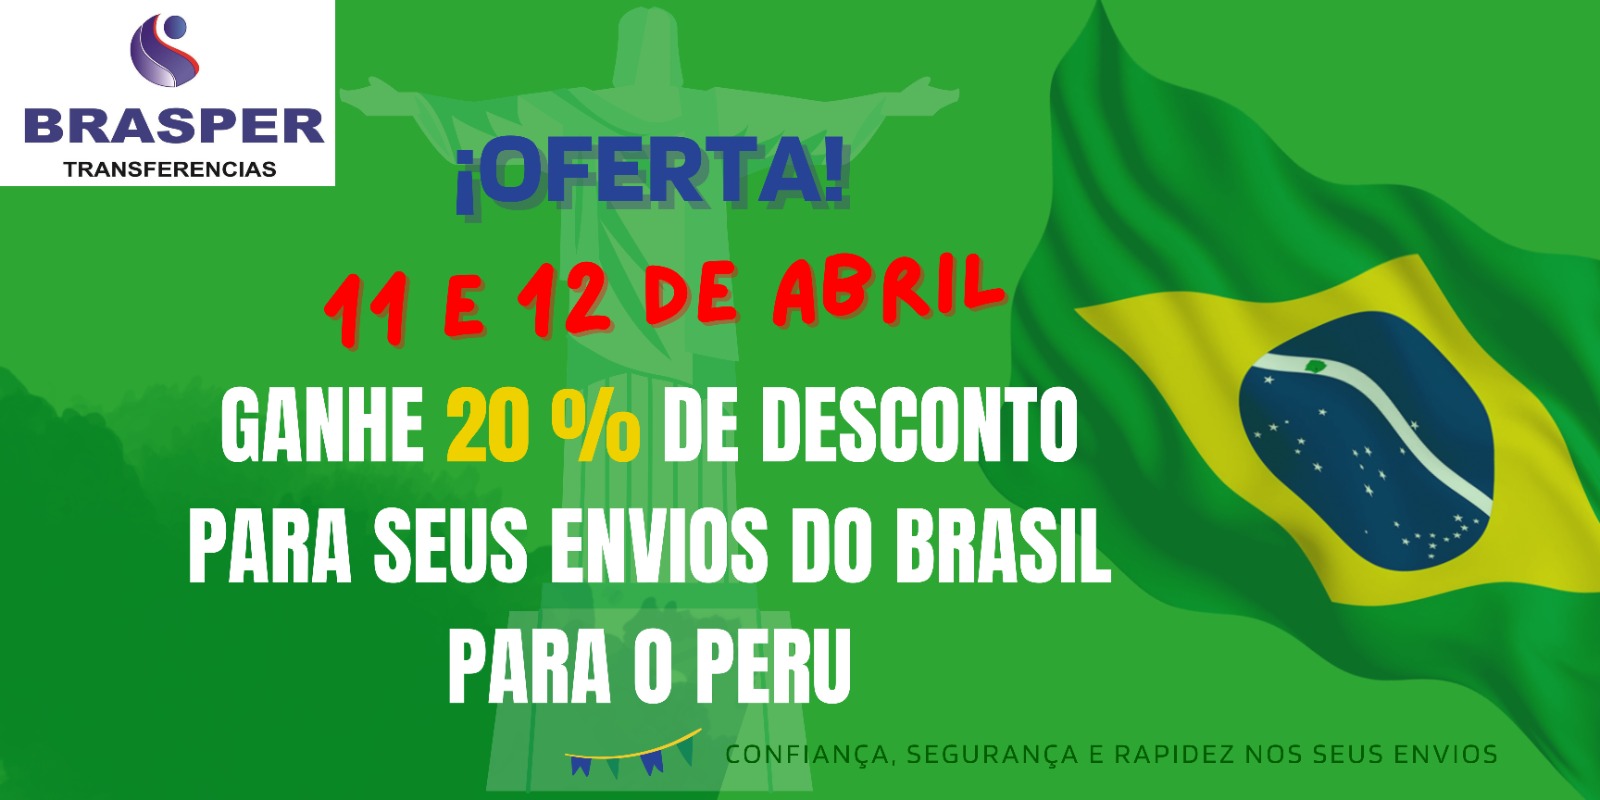 BRASPER
TRANSFERENCIAS
¡OFERTA!
11 E 12 DE ABRIL
GANHE 20 % DE DESCONTO
PARA SEUS ENVIOS DO BRASIL
PARA O PERU
CONFIANÇA, SEGURANÇA E RAPIDEZ NOS SEUS ENVIOS